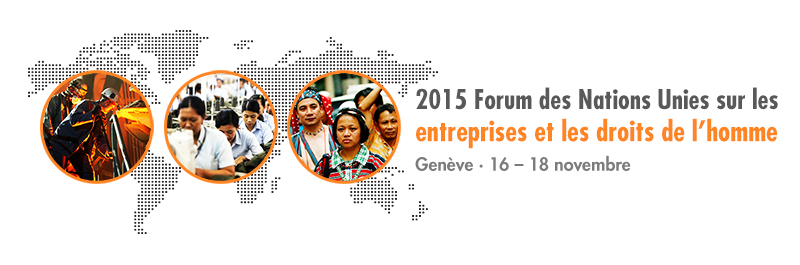 2015 Forum des Nations Unies sur les
entreprises et les droits de l’homme
Genève · 16 – 18 novembre